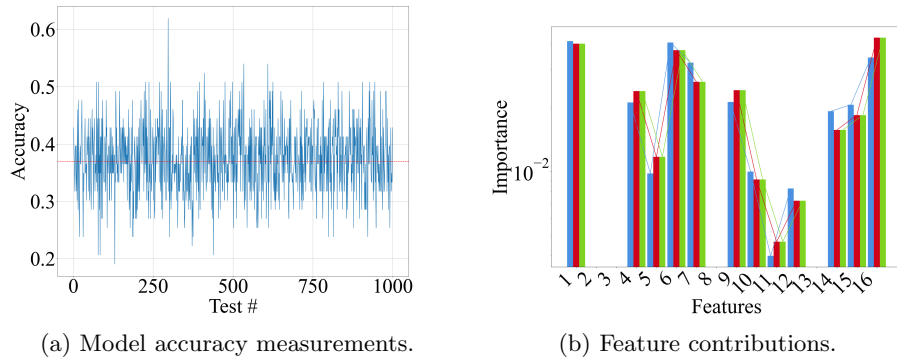 0.6
0.5
0.4
0.3
0.2
Accuracy
0 250 500 750 1000
Test #
(a) Model accuracy measurements.
Importance
10⁻²
1 2 3 4 5 6 7 8 9 10 11 12 13 14 15 16
Features
(b) Feature contributions.